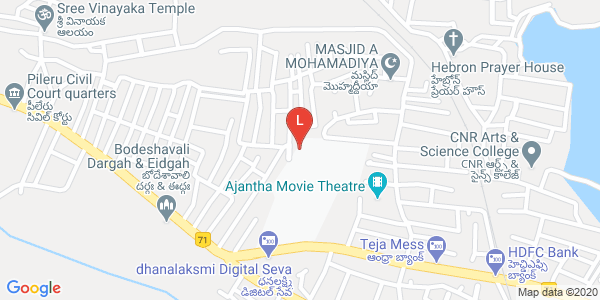 Sree Vinayaka Temple
శ్రీ వినాయక
ఆలయం
Pileru Civil
Court quarters
పీలేరు
సివిల్ కోర్టు
MASJID A
MOHAMADIYA
మస్జిద్
మొహమ్మదీయా
Hebron Prayer House
హేబ్రోన్
ప్రేయర్ హౌస్
L
Bodeshavali
Dargah & Eidgah
బోదేశావాలి
దర్గాః & ఈద్గః
CNR Arts &
Science College
CNR ఆర్ట్స్ &
సైన్స్ కాలేజ్
Ajantha Movie Theatre
71
Teja Mess
ఆంధ్రా బ్యాంక్
HDFC Bank
హెచ్డిఎఫ్సి
బ్యాంక్
dhanalaksmi Digital Seva
ధనలక్ష్మి
డిజిటల్ సేవ
Google
Map data ©2020